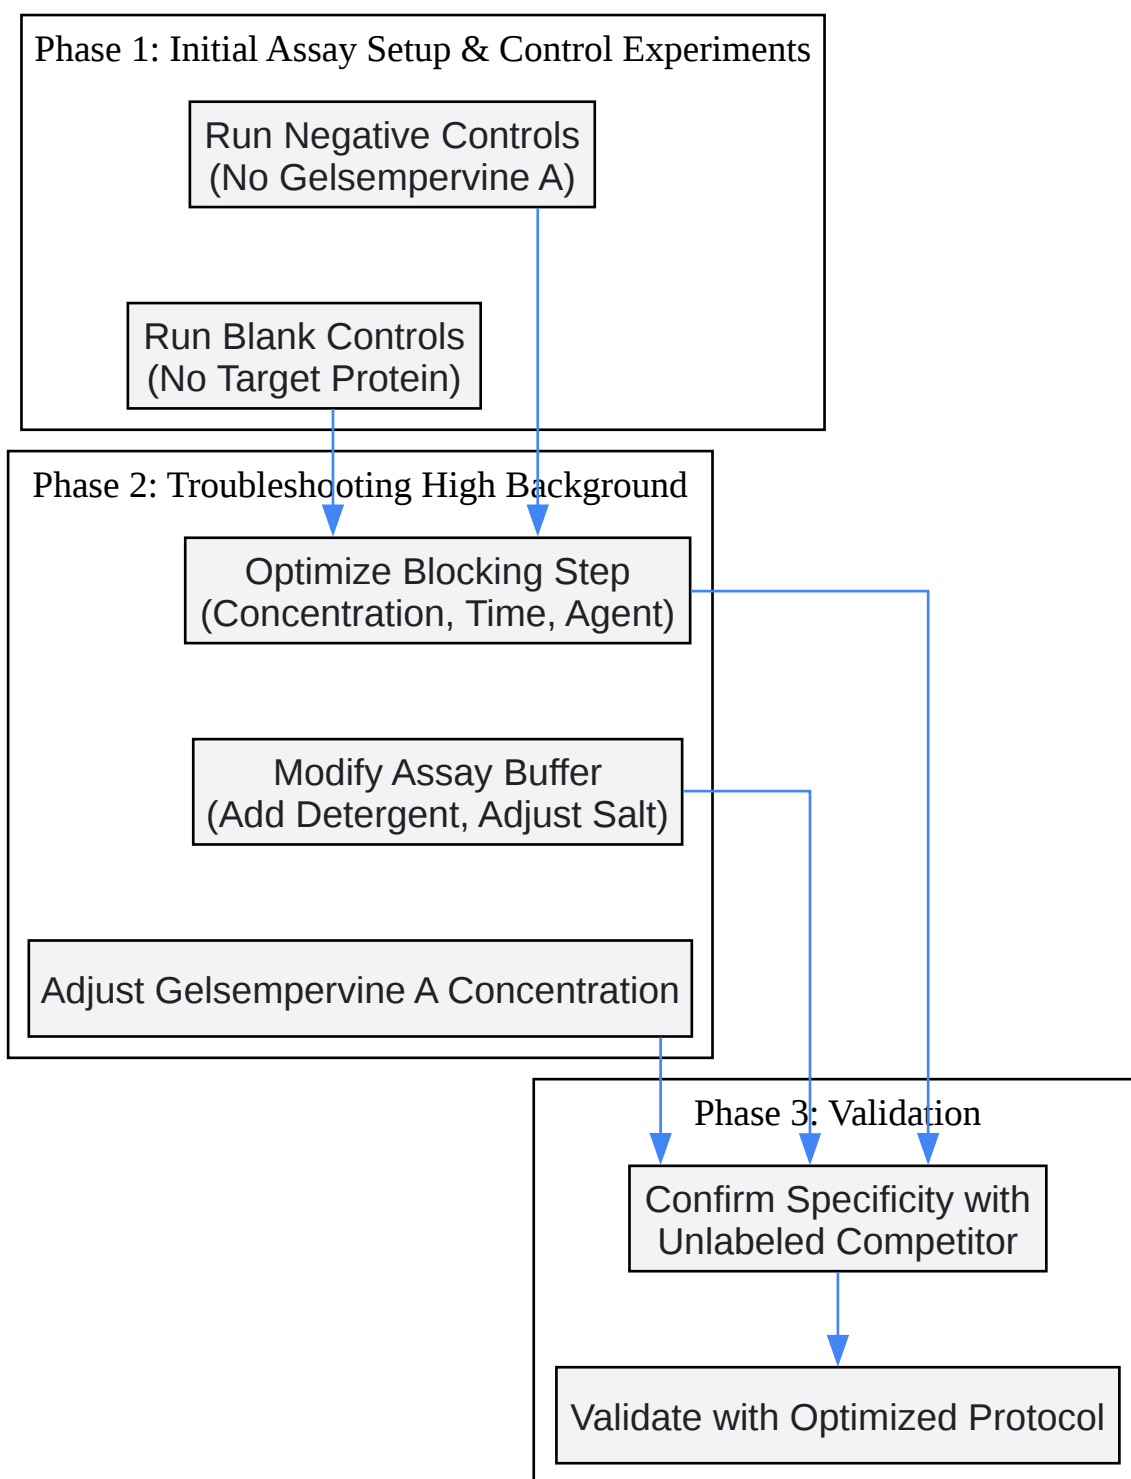 Phase 1: Initial Assay Setup & Control Experiments
Run Negative Controls
(No Gelsempervine A)
Run Blank Controls
(No Target Protein)
Phase 2: Troubleshooting High Background
Optimize Blocking Step
(Concentration, Time, Agent)
Modify Assay Buffer
(Add Detergent, Adjust Salt)
Adjust Gelsempervine A Concentration
Phase 3: Validation
Confirm Specificity with
Unlabeled Competitor
Validate with Optimized Protocol